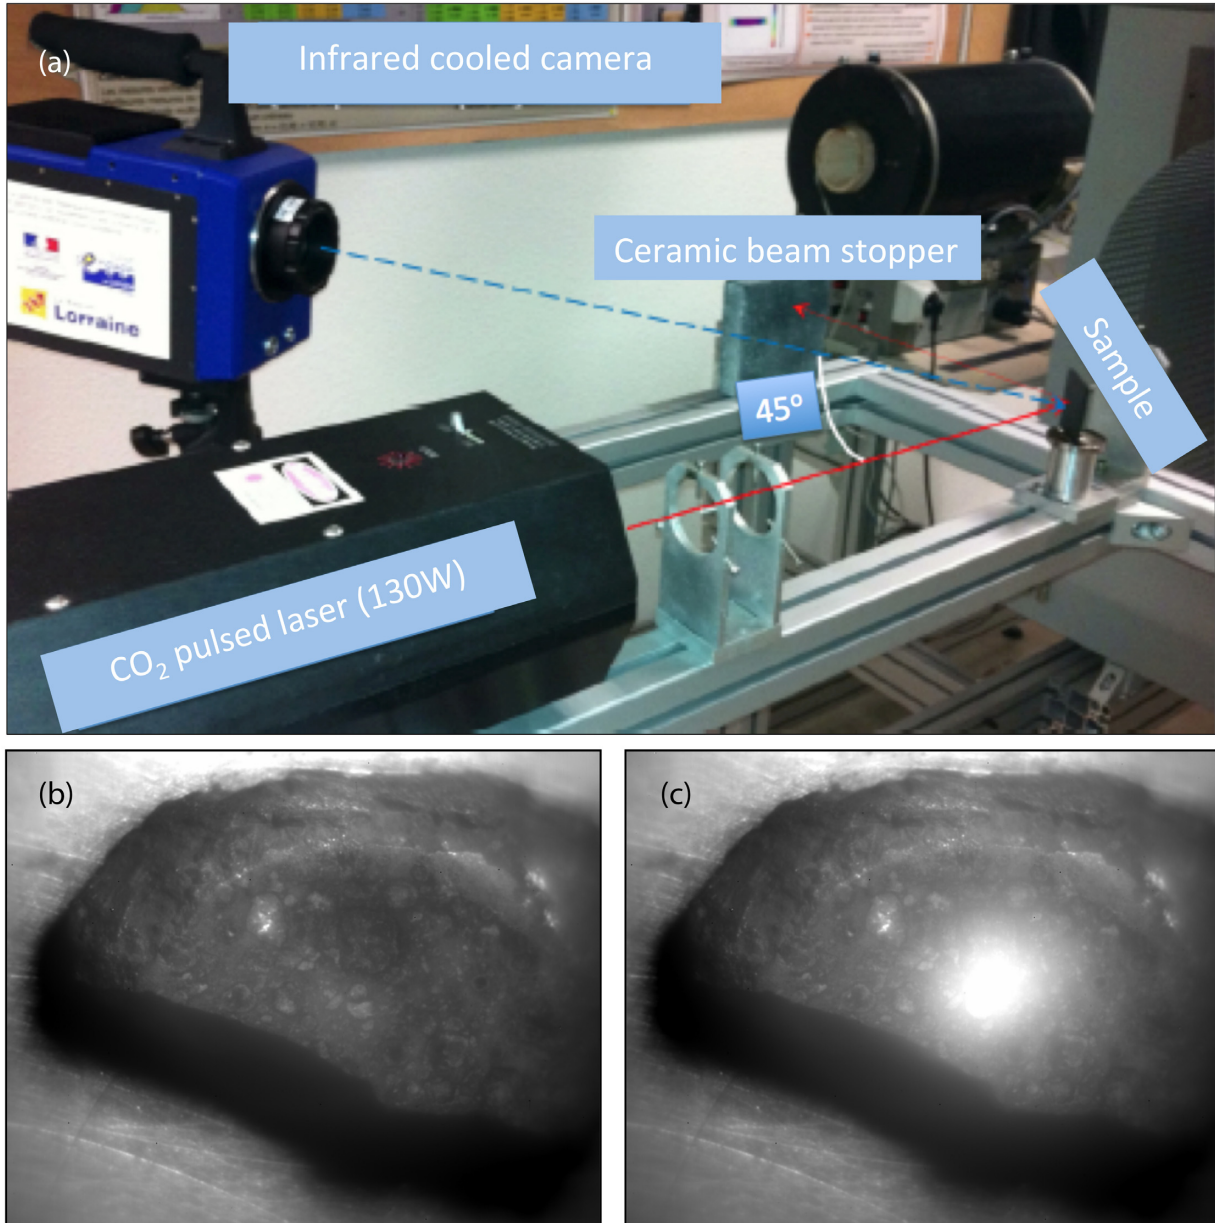 (a)
Infrared cooled camera
Ceramic beam stopper
Sample
45°
Lorraine
CO₂ pulsed laser (130W)
(b)
(c)